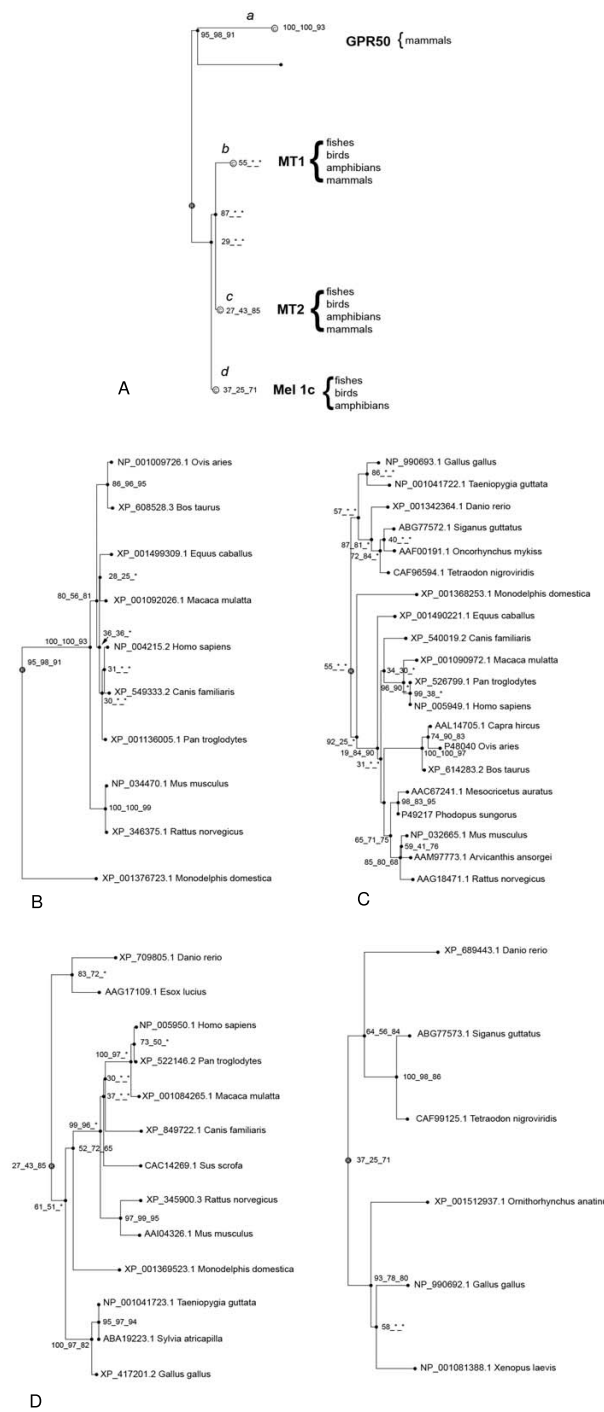 a
100_100_93
95_98_91
GPR50 { mammals
b
55_*_*
MT1
fishes
birds
amphibians
mammals
87_*_*
29_*_*
c
27_43_85
MT2
fishes
birds
amphibians
mammals
d
37_25_71
Mel 1c
fishes
birds
amphibians
A
NP_001009726.1 Ovis aries
86_96_95
XP_608528.3 Bos taurus
XP_001499309.1 Equus caballus
28_25_*
80_56_81
XP_001092026.1 Macaca mulatta
36_36_*
100_100_93
NP_004215.2 Homo sapiens
95_98_91
31_*_*
XP_549333.2 Canis familiaris
30_*_*
XP_001136005.1 Pan troglodytes
NP_034470.1 Mus musculus
100_100_99
XP_346375.1 Rattus norvegicus
XP_001376723.1 Monodelphis domestica
B
NP_990693.1 Gallus gallus
86_*_*
NP_001041722.1 Taeniopygia guttata
57_*_*
XP_001342364.1 Danio rerio
ABG77572.1 Siganus guttatus
40_*_*
87_81_*
AAF00191.1 Oncorhynchus mykiss
72_84_*
CAF96594.1 Tetraodon nigroviridis
XP_001368253.1 Monodelphis domestica
XP_001490221.1 Equus caballus
XP_540019.2 Canis familiaris
XP_001090972.1 Macaca mulatta
55_*_*
34_30_*
XP_526799.1 Pan troglodytes
96_90_*
99_38_*
NP_005949.1 Homo sapiens
AAL14705.1 Capra hircus
92_25_*
74_90_83
P48040 Ovis aries
19_84_90
100_100_97
31_*_*
XP_614283.2 Bos taurus
AAC67241.1 Mesocricetus auratus
98_83_95
P49217 Phodopus sungorus
65_71_75
NP_032665.1 Mus musculus
59_41_76
AAM97773.1 Arvicanthis ansorgei
85_80_68
AAG18471.1 Rattus norvegicus
C
XP_709805.1 Danio rerio
83_72_*
AAG17109.1 Esox lucius
NP_005950.1 Homo sapiens
73_50_*
100_97_*
XP_522146.2 Pan troglodytes
30_*_*
37_*_*
XP_001084265.1 Macaca mulatta
99_96_*
XP_849722.1 Canis familiaris
52_72_65
27_43_85
CAC14269.1 Sus scrofa
61_51_*
XP_345900.3 Rattus norvegicus
97_99_95
AAI04326.1 Mus musculus
XP_001369523.1 Monodelphis domestica
NP_001041723.1 Taeniopygia guttata
95_97_94
ABA19223.1 Sylvia atricapilla
100_97_82
XP_417201.2 Gallus gallus
D
XP_689443.1 Danio rerio
64_56_84
ABG77573.1 Siganus guttatus
100_98_86
CAF99125.1 Tetraodon nigroviridis
37_25_71
XP_001512937.1 Ornithorhynchus anatinu
93_78_80
NP_990692.1 Gallus gallus
58_*_*
NP_001081388.1 Xenopus laevis